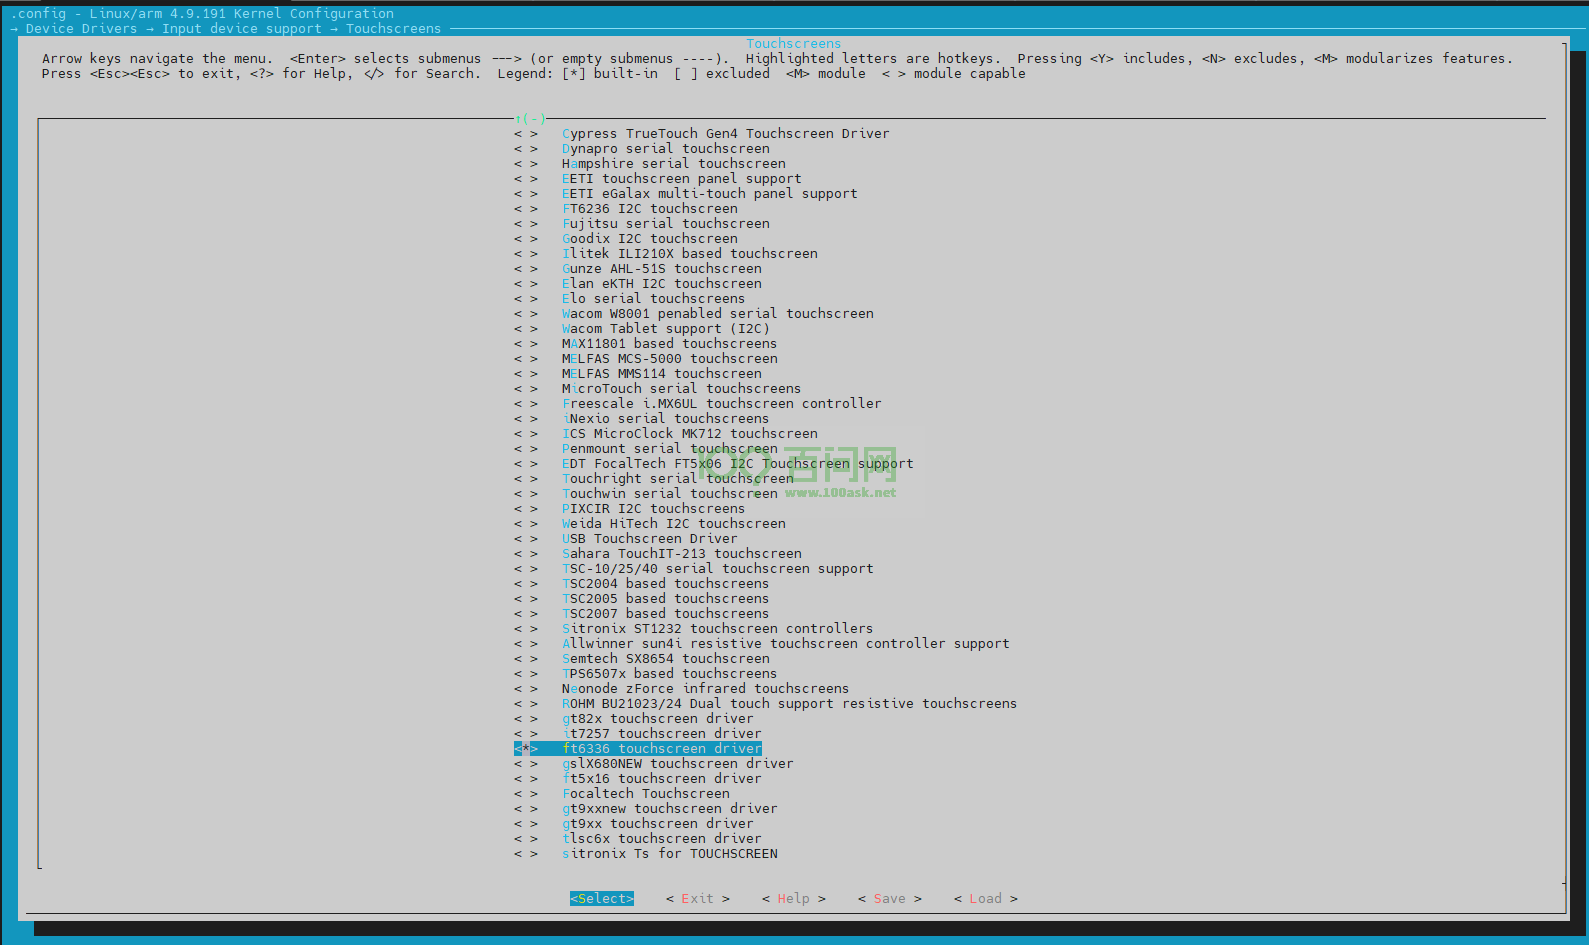 .config - Linux/arm 4.9.191 Kernel Configuration
→ Device Drivers → Input device support → Touchscreens
Touchscreens
Arrow keys navigate the menu.  <Enter> selects submenus ---> (or empty submenus ----).  Highlighted letters are hotkeys.  Pressing <Y> includes, <N> excludes, <M> modularizes features.
Press <Esc><Esc> to exit, <?> for Help, </> for Search.  Legend: [*] built-in  [ ] excluded  <M> module  < > module capable
↑(-)
< >   Cypress TrueTouch Gen4 Touchscreen Driver
< >   Dynapro serial touchscreen
< >   Hampshire serial touchscreen
< >   EETI touchscreen panel support
< >   EETI eGalax multi-touch panel support
< >   FT6236 I2C touchscreen
< >   Fujitsu serial touchscreen
< >   Goodix I2C touchscreen
< >   Ilitek ILI210X based touchscreen
< >   Gunze AHL-51S touchscreen
< >   Elan eKTH I2C touchscreen
< >   Elo serial touchscreens
< >   Wacom W8001 penabled serial touchscreen
< >   Wacom Tablet support (I2C)
< >   MAX11801 based touchscreens
< >   MELFAS MCS-5000 touchscreen
< >   MELFAS MMS114 touchscreen
< >   MicroTouch serial touchscreens
< >   Freescale i.MX6UL touchscreen controller
< >   iNexio serial touchscreens
< >   ICS MicroClock MK712 touchscreen
< >   Penmount serial touchscreen
< >   EDT FocalTech FT5x06 I2C Touchscreen support
< >   Touchright serial touchscreen
< >   Touchwin serial touchscreen
< >   PIXCIR I2C touchscreens
< >   Weida HiTech I2C touchscreen
< >   USB Touchscreen Driver
< >   Sahara TouchIT-213 touchscreen
< >   TSC-10/25/40 serial touchscreen support
< >   TSC2004 based touchscreens
< >   TSC2005 based touchscreens
< >   TSC2007 based touchscreens
< >   Sitronix ST1232 touchscreen controllers
< >   Allwinner sun4i resistive touchscreen controller support
< >   Semtech SX8654 touchscreen
< >   TPS6507x based touchscreens
< >   Neonode zForce infrared touchscreens
< >   ROHM BU21023/24 Dual touch support resistive touchscreens
< >   gt82x touchscreen driver
< >   it7257 touchscreen driver
<*>   ft6336 touchscreen driver
< >   gslX680NEW touchscreen driver
< >   ft5x16 touchscreen driver
< >   Focaltech Touchscreen
< >   gt9xxnew touchscreen driver
< >   gt9xx touchscreen driver
< >   tlsc6x touchscreen driver
< >   sitronix Ts for TOUCHSCREEN
百问网
www.100ask.net
<Select>    < Exit >    < Help >    < Save >    < Load >